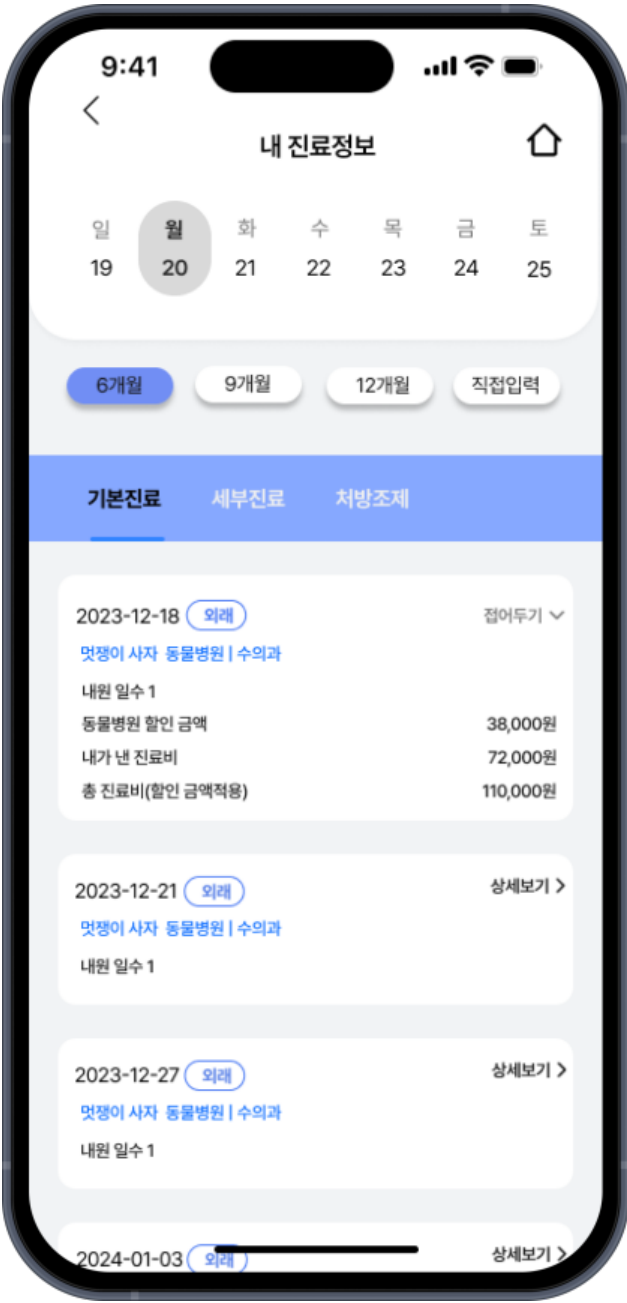 9:41
내 진료정보
일 월 화 수 목 금 토
19 20 21 22 23 24 25
6개월 9개월 12개월 직접입력
기본진료 세부진료 처방조제
2023-12-18 외래 접어두기
멋쟁이 사자 동물병원 | 수의과
내원 일수 1
동물병원 할인 금액 38,000원
내가 낸 진료비 72,000원
총 진료비(할인 금액적용) 110,000원
2023-12-21 외래 상세보기
멋쟁이 사자 동물병원 | 수의과
내원 일수 1
2023-12-27 외래 상세보기
멋쟁이 사자 동물병원 | 수의과
내원 일수 1
2024-01-03 외래 상세보기